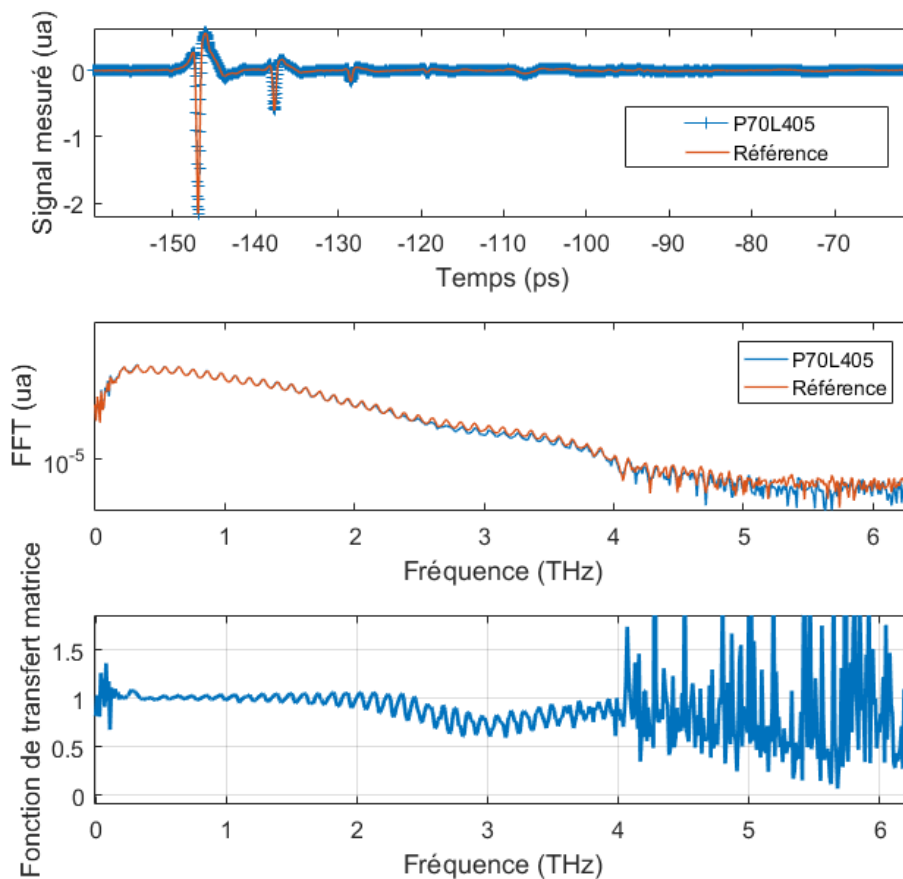 Signal mesuré (ua)
0
-1
-2
P70L405
Référence
-150 -140 -130 -120 -110 -100 -90 -80 -70
Temps (ps)
FFT (ua)
10-5
P70L405
Référence
0 1 2 3 4 5 6
Fréquence (THz)
Fonction de transfert matrice
1.5
1
0.5
0
0 1 2 3 4 5 6
Fréquence (THz)